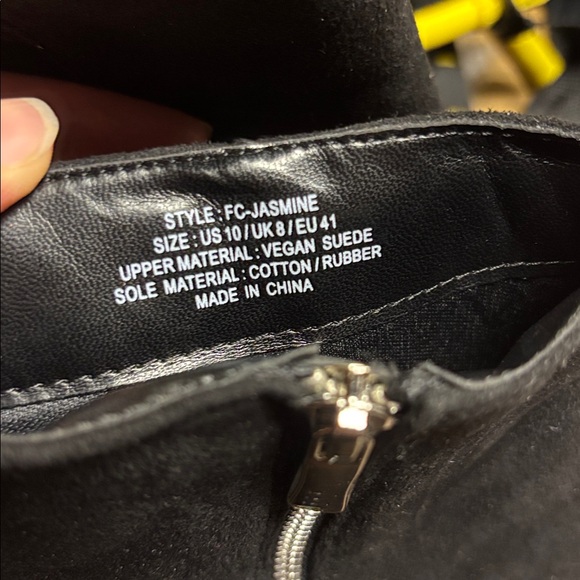 STYLE : FC-JASMINE
SIZE : US 10 / UK 8 / EU 41
UPPER MATERIAL : VEGAN SUEDE
SOLE MATERIAL : COTTON / RUBBER
MADE IN CHINA